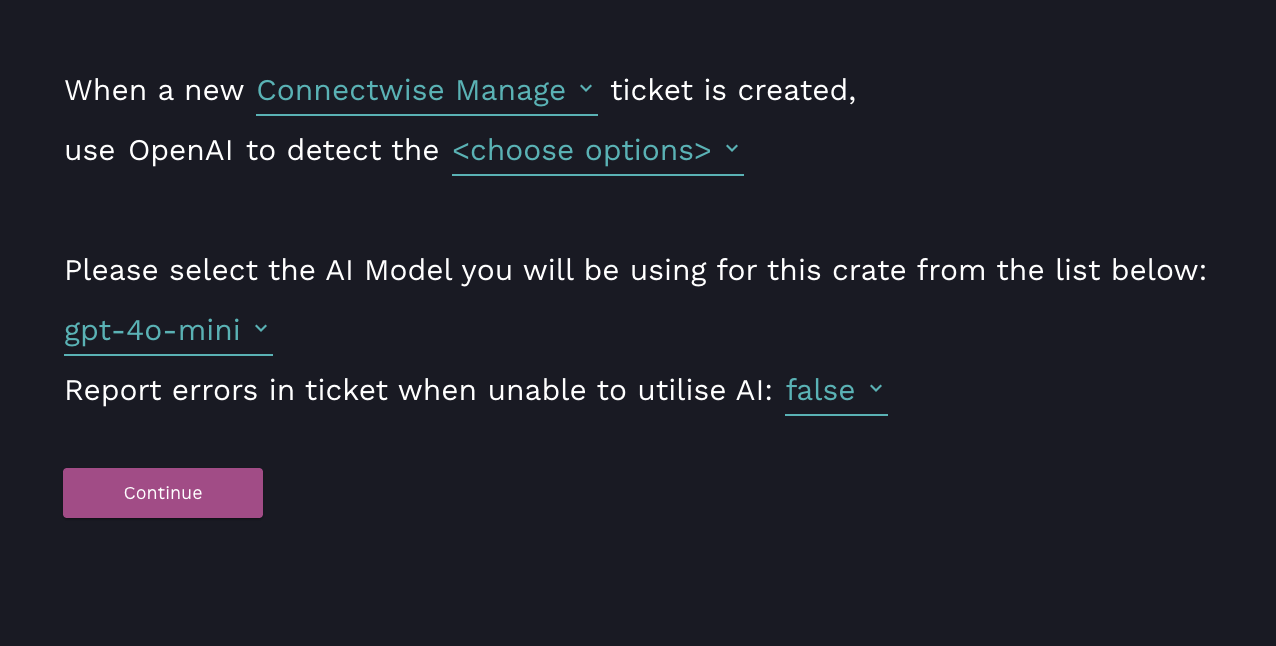 When a new Connectwise Manage ticket is created,
use OpenAI to detect the <choose options>
Please select the AI Model you will be using for this crate from the list below:
gpt-4o-mini
Report errors in ticket when unable to utilise AI: false
Continue